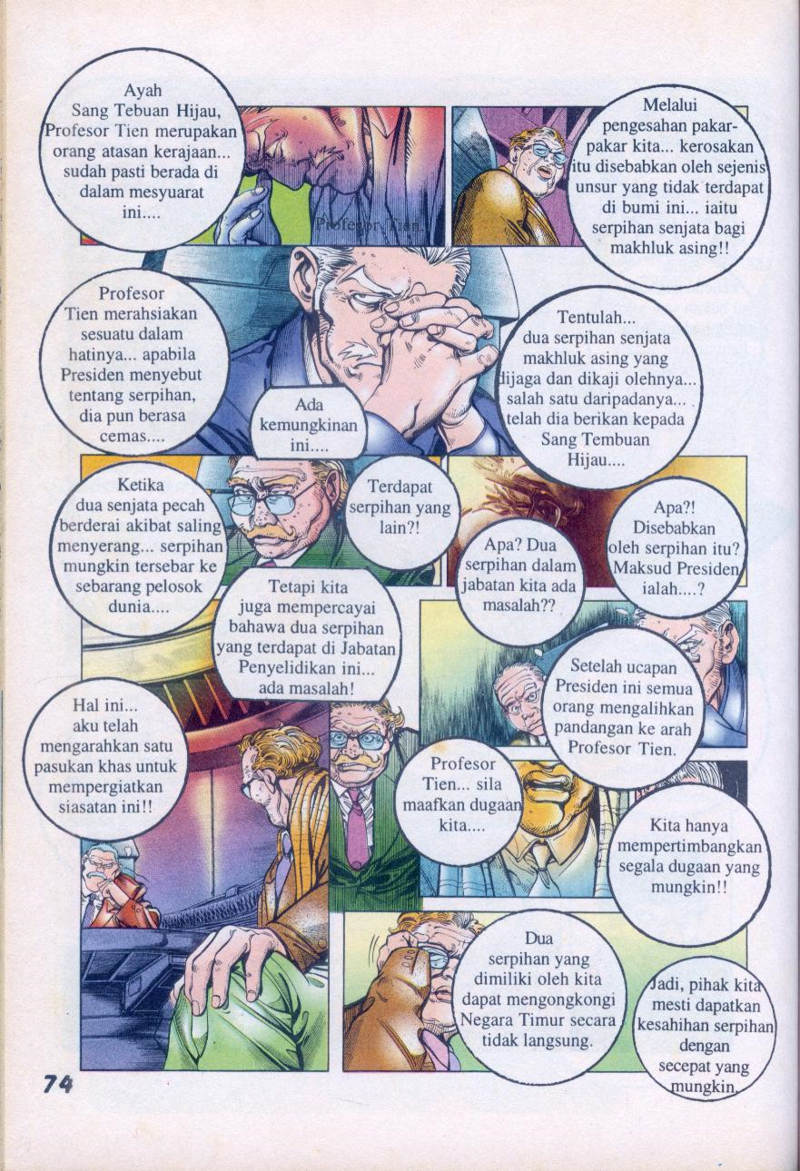 Ayah
Sang Tebuan Hijau,
Profesor Tien merupakan
orang atasan kerajaan...
sudah pasti berada di
dalam mesyuarat
ini....
Profesor Tien
Melalui
pengesahan pakar-
pakar kita... kerosakan
itu disebabkan oleh sejenis
unsur yang tidak terdapat
di bumi ini... iaitu
serpihan senjata bagi
makhluk asing!!
Profesor
Tien merahsiakan
sesuatu dalam
hatinya... apabila
Presiden menyebut
tentang serpihan,
dia pun berasa
cemas....
Ada
kemungkinan
ini....
Tentulah...
dua serpihan senjata
makhluk asing yang
dijaga dan dikaji olehnya...
salah satu daripadanya...
telah dia berikan kepada
Sang Tembuan
Hijau....
Ketika
dua senjata pecah
berderai akibat saling
menyerang... serpihan
mungkin tersebar ke
sebarang pelosok
dunia....
Terdapat
serpihan yang
lain?!
Tetapi kita
juga mempercayai
bahawa dua serpihan
yang terdapat di Jabatan
Penyelidikan ini...
ada masalah!
Apa? Dua
serpihan dalam
jabatan kita ada
masalah??
Apa?!
Disebabkan
oleh serpihan itu?
Maksud Presiden
ialah....?
Setelah ucapan
Presiden ini semua
orang mengalihkan
pandangan ke arah
Profesor Tien.
Hal ini...
aku telah
mengarahkan satu
pasukan khas untuk
mempergiatkan
siasatan ini!!
Profesor
Tien... sila
maafkan dugaan
kita....
Kita hanya
mempertimbangkan
segala dugaan yang
mungkin!!
Dua
serpihan yang
dimiliki oleh kita
dapat mengongkongi
Negara Timur secara
tidak langsung.
Jadi, pihak kita
mesti dapatkan
kesahihan serpihan
dengan
secepat yang
mungkin.
74